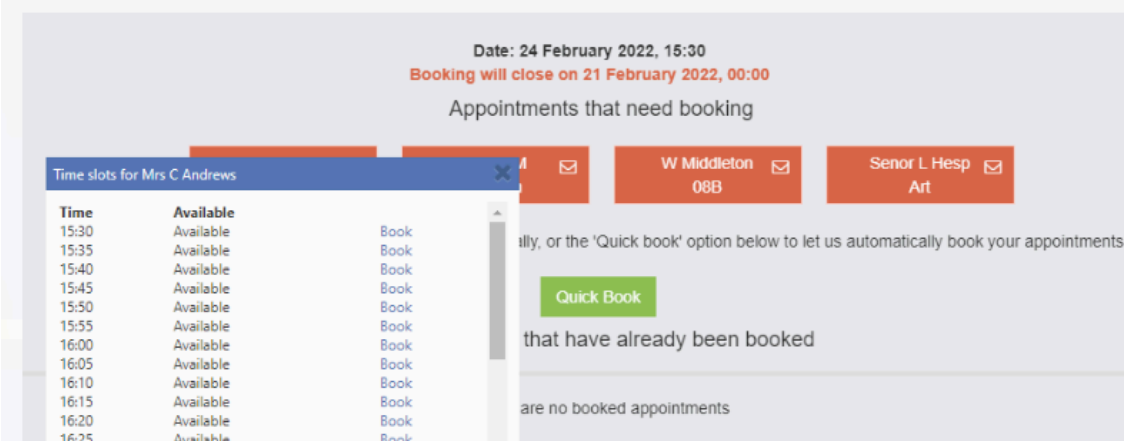 Date: 24 February 2022, 15:30
Booking will close on 21 February 2022, 00:00
Appointments that need booking
W Middleton
08B
Senor L Hesp
Art
Time slots for Mrs C Andrews
Time Available
15:30 Available Book
15:35 Available Book
15:40 Available Book
15:45 Available Book
15:50 Available Book
15:55 Available Book
16:00 Available Book
16:05 Available Book
16:10 Available Book
16:15 Available Book
16:20 Available Book
16:25 Available Book
or the 'Quick book' option below to let us automatically book your appointments
Quick Book
that have already been booked
are no booked appointments